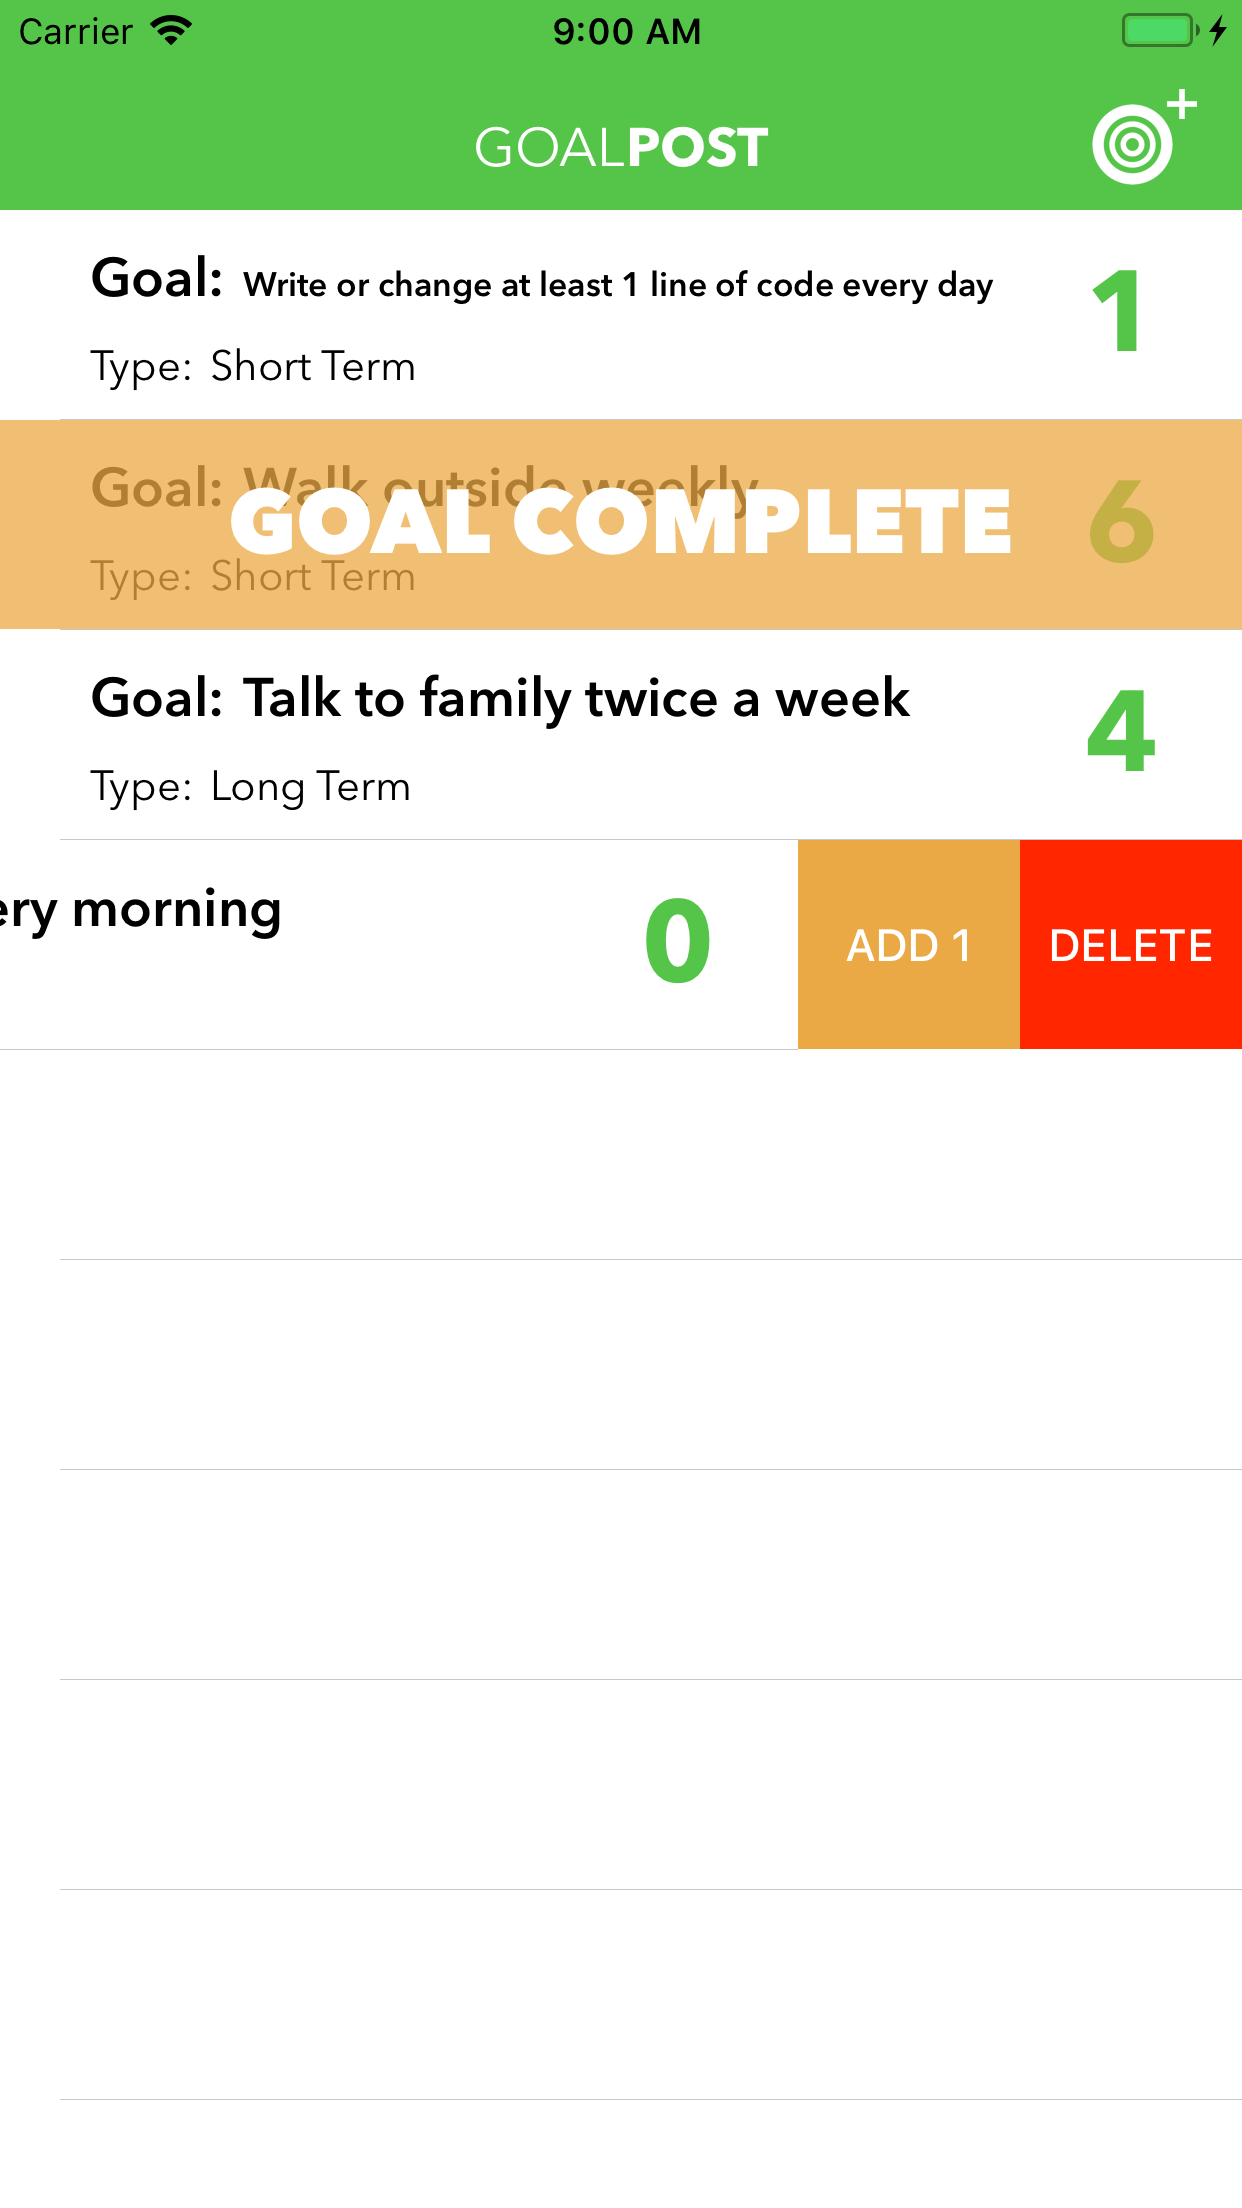 Carrier 9:00 AM
GOALPOST
Goal: Write or change at least 1 line of code every day
1
Type: Short Term
Goal: Walk outside weekly
GOAL COMPLETE
6
Type: Short Term
Goal: Talk to family twice a week
4
Type: Long Term
ery morning
0
ADD 1
DELETE